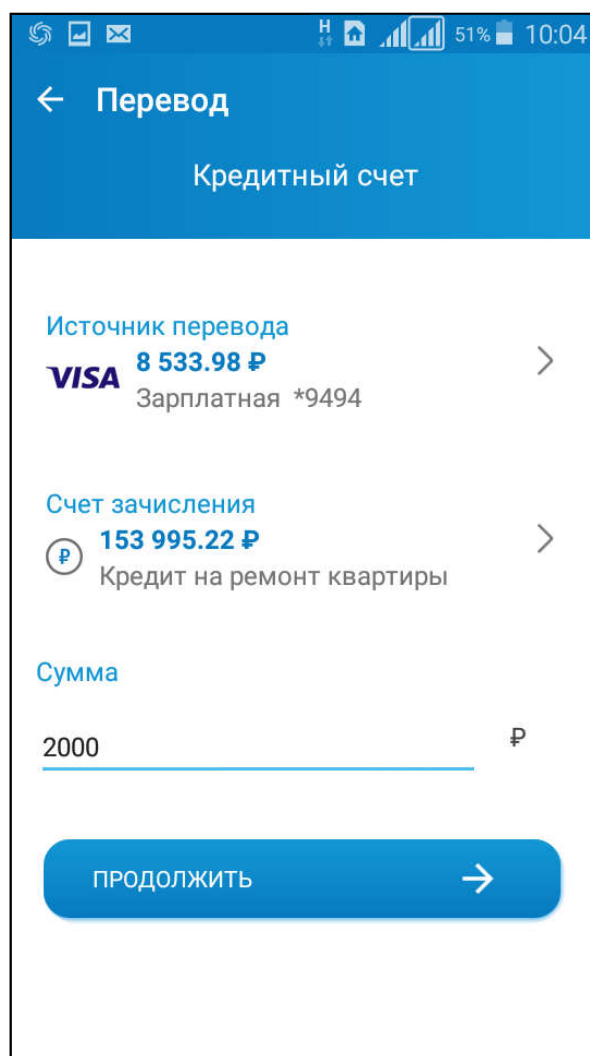 H 51% 10:04
Перевод
Кредитный счет
Источник перевода
VISA 8 533.98 ₽
Зарплатная *9494
Счет зачисления
₽ 153 995.22 ₽
Кредит на ремонт квартиры
Сумма
2000 ₽
ПРОДОЛЖИТЬ